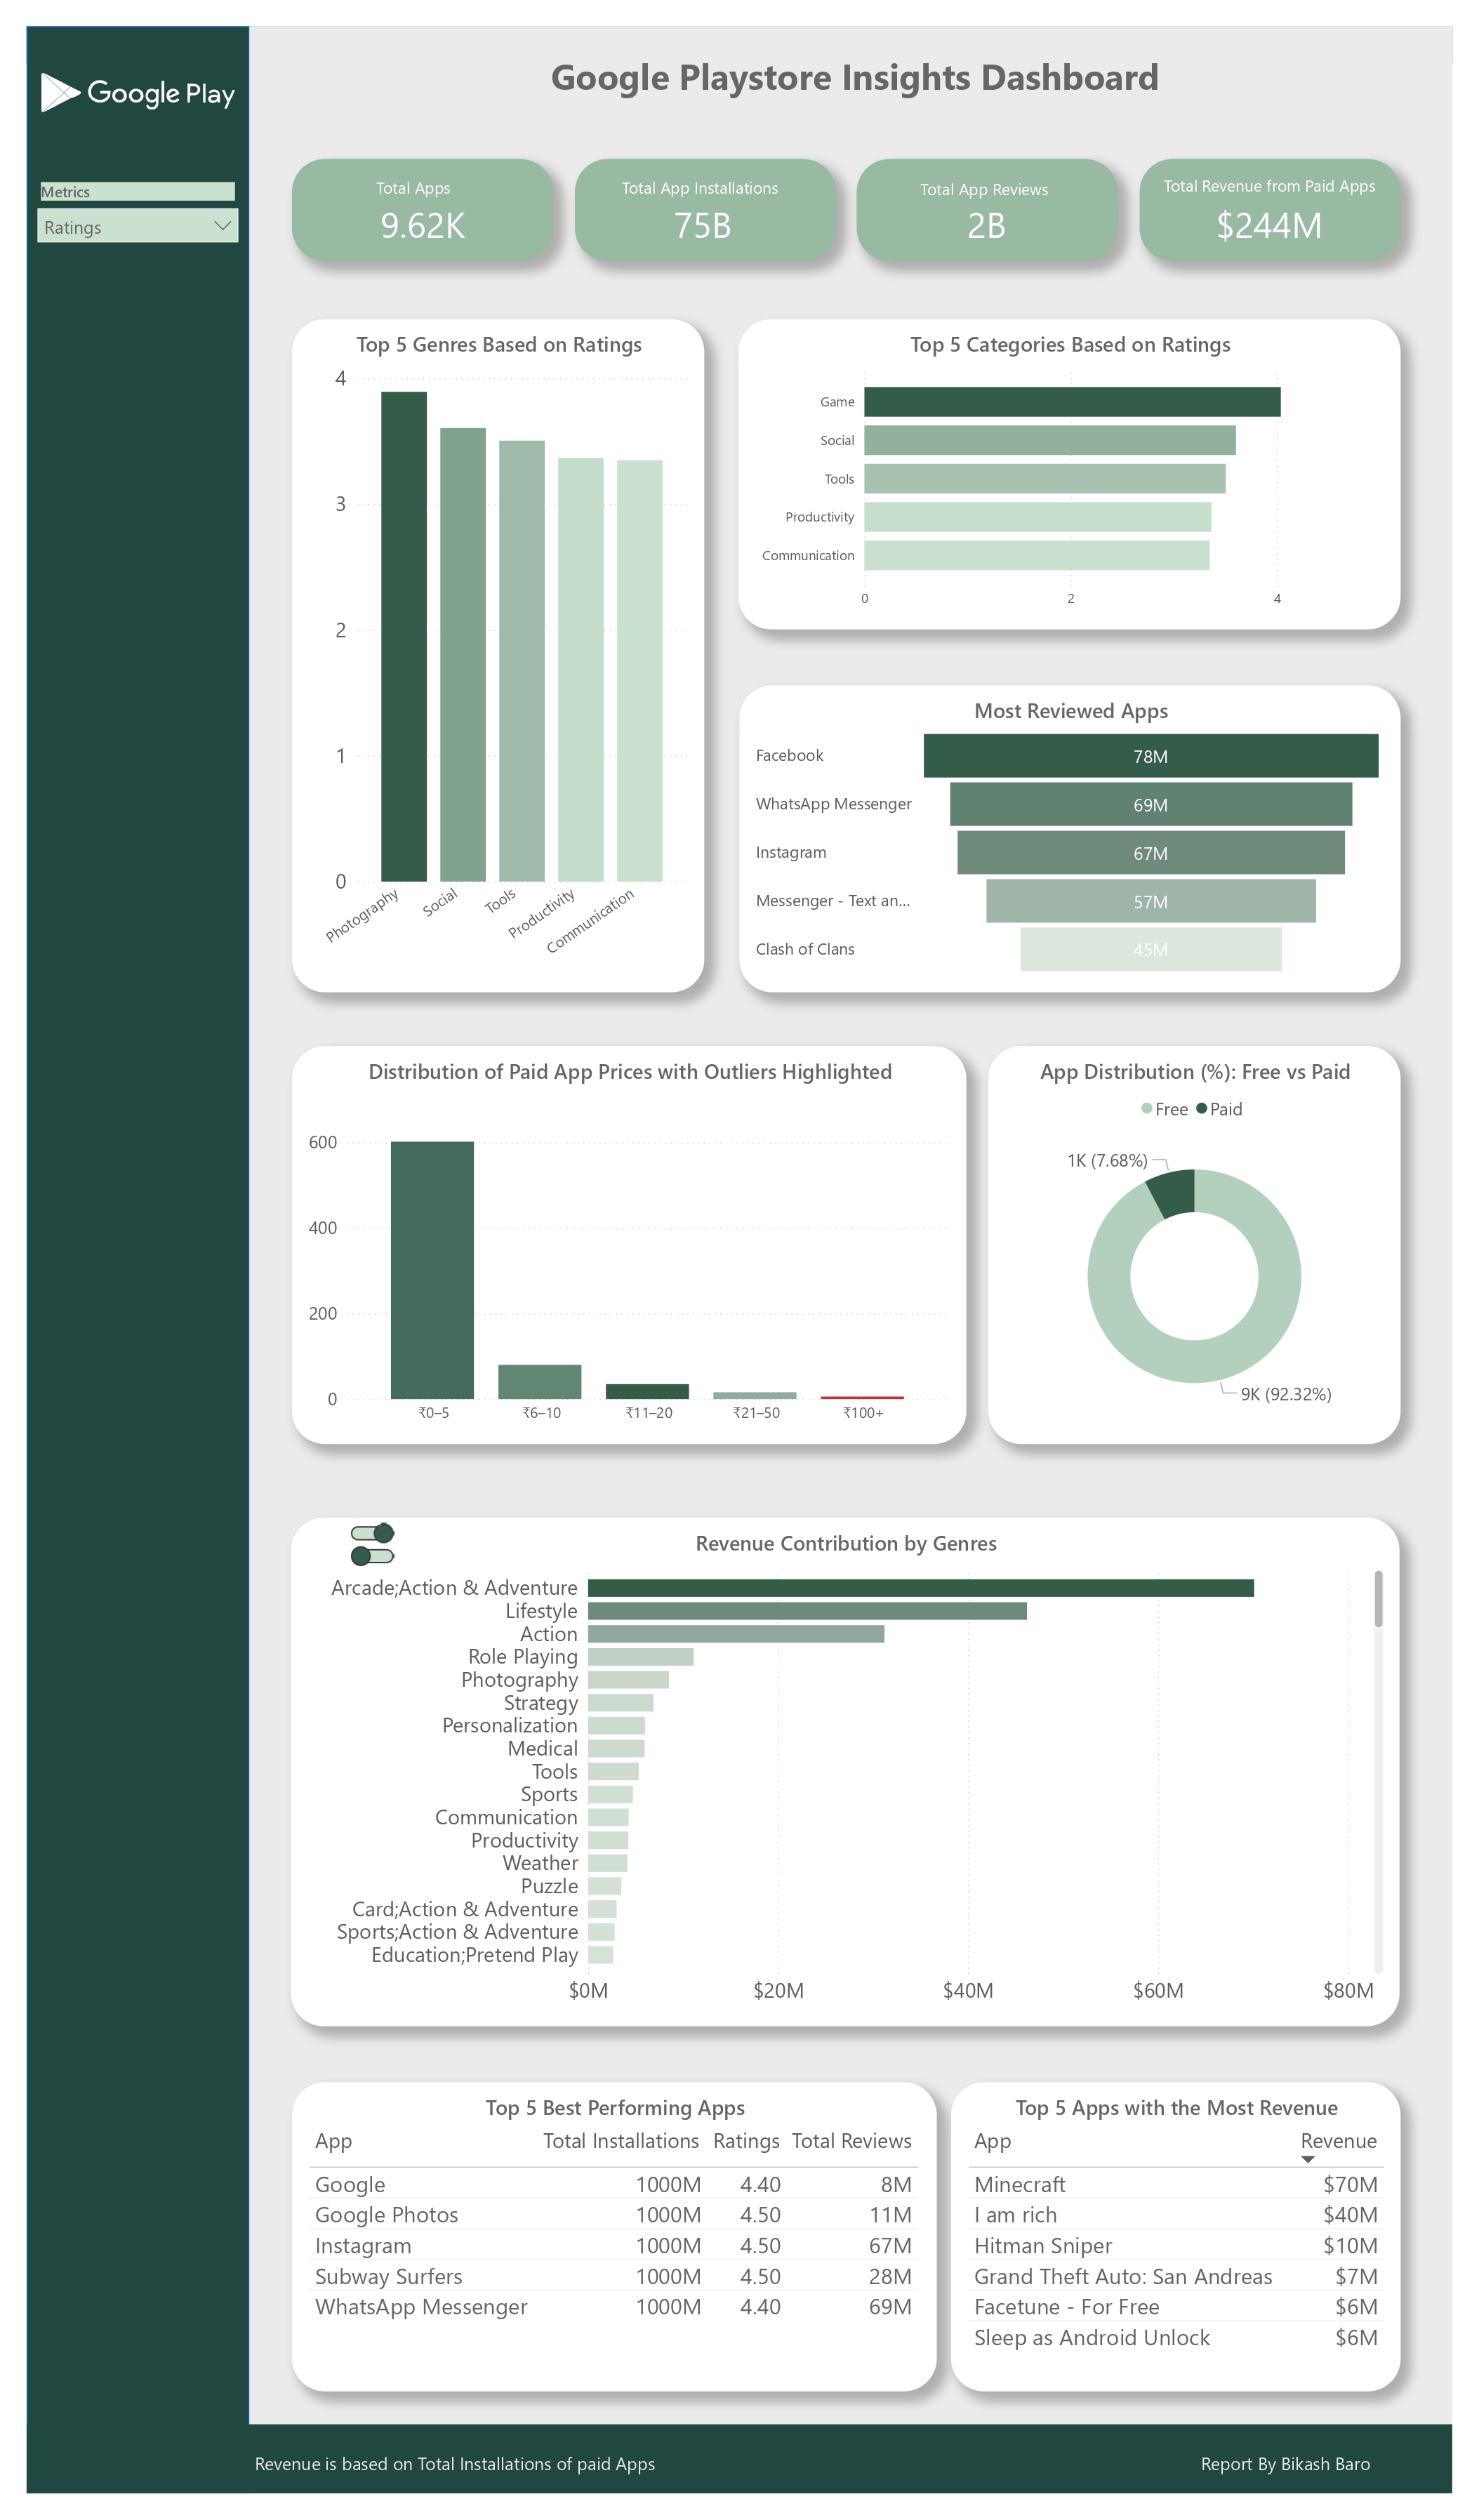 Google Play
Google Playstore Insights Dashboard
Metrics
Ratings
Total Apps
9.62K
Total App Installations
75B
Total App Reviews
2B
Total Revenue from Paid Apps
$244M
Top 5 Genres Based on Ratings
4
3
2
1
0
Photography
Social
Tools
Productivity
Communication
Top 5 Categories Based on Ratings
Game
Social
Tools
Productivity
Communication
0 2 4
Most Reviewed Apps
Facebook 78M
WhatsApp Messenger 69M
Instagram 67M
Messenger - Text an... 57M
Clash of Clans 45M
Distribution of Paid App Prices with Outliers Highlighted
600
400
200
0
₹0–5 ₹6–10 ₹11–20 ₹21–50 ₹100+
App Distribution (%): Free vs Paid
Free Paid
1K (7.68%)
9K (92.32%)
Revenue Contribution by Genres
Arcade;Action & Adventure
Lifestyle
Action
Role Playing
Photography
Strategy
Personalization
Medical
Tools
Sports
Communication
Productivity
Weather
Puzzle
Card;Action & Adventure
Sports;Action & Adventure
Education;Pretend Play
$0M $20M $40M $60M $80M
Top 5 Best Performing Apps
App Total Installations Ratings Total Reviews
Google 1000M 4.40 8M
Google Photos 1000M 4.50 11M
Instagram 1000M 4.50 67M
Subway Surfers 1000M 4.50 28M
WhatsApp Messenger 1000M 4.40 69M
Top 5 Apps with the Most Revenue
App Revenue
Minecraft $70M
I am rich $40M
Hitman Sniper $10M
Grand Theft Auto: San Andreas $7M
Facetune - For Free $6M
Sleep as Android Unlock $6M
Revenue is based on Total Installations of paid Apps
Report By Bikash Baro